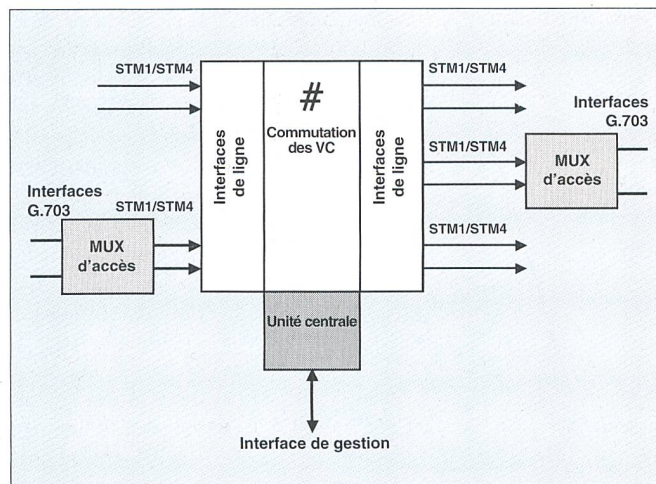 STM1/STM4
Interfaces
G.703
STM1/STM4
MUX
d'accès
Interfaces
de ligne
#
Commutation
des VC
Interfaces
de ligne
Unité centrale
Interface de gestion
STM1/STM4
STM1/STM4
STM1/STM4
Interfaces
G.703
MUX
d'accès